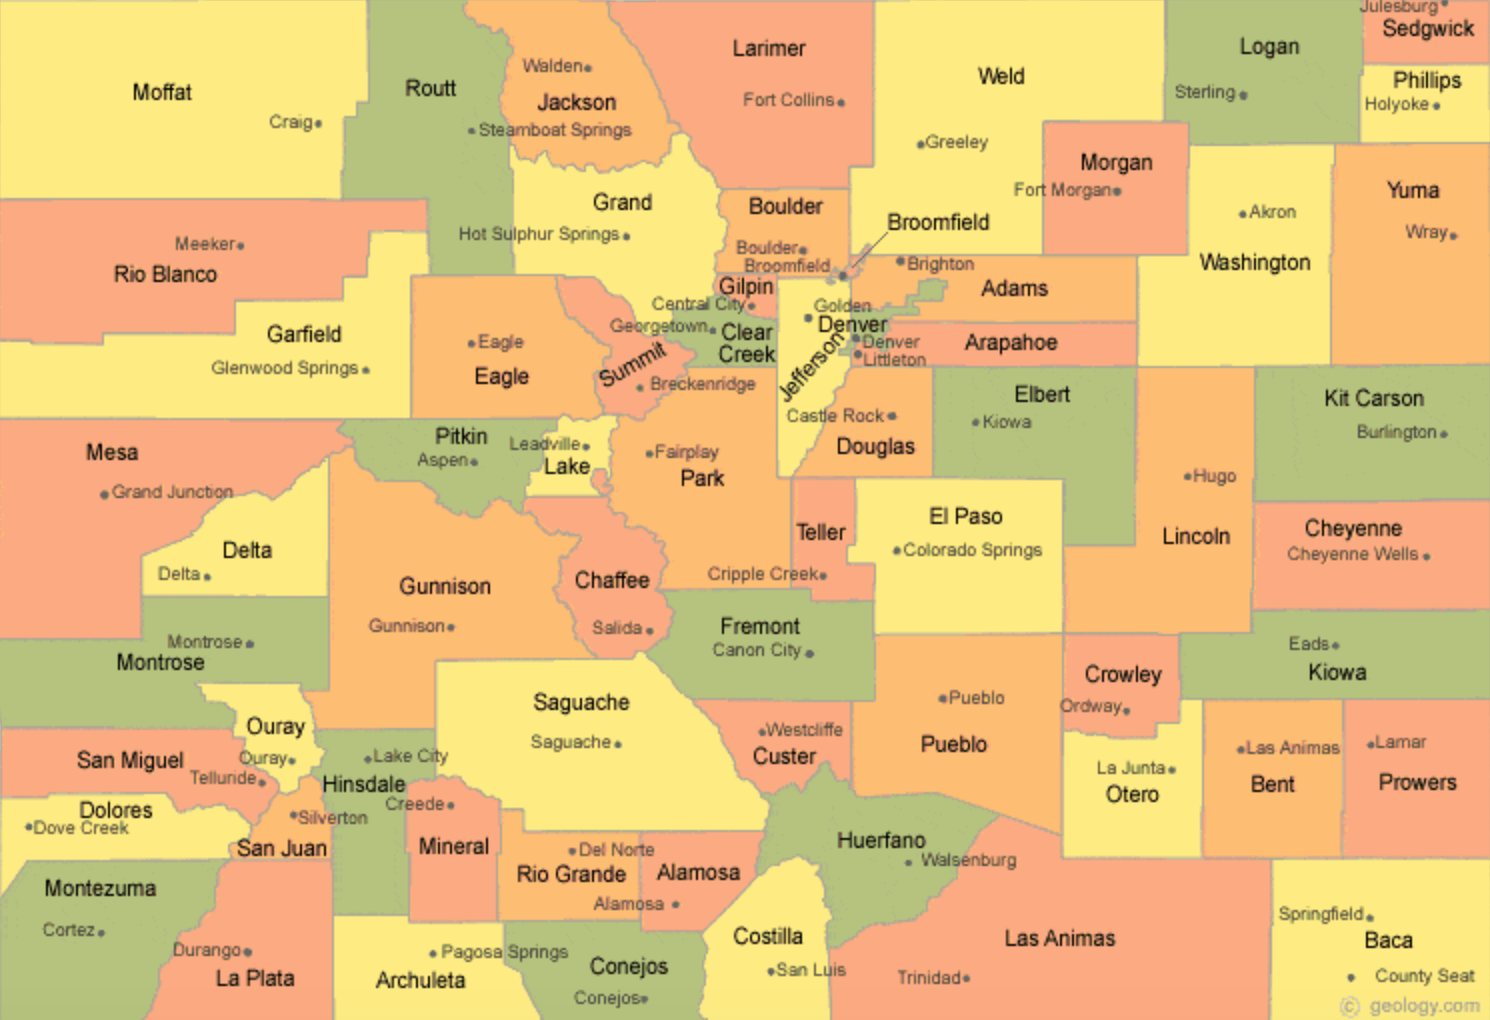 Moffat
Craig
Routt
Steamboat Springs
Walden
Jackson
Larimer
Fort Collins
Weld
Greeley
Morgan
Fort Morgan
Logan
Sterling
Julesburg
Sedgwick
Phillips
Holyoke
Yuma
Wray
Akron
Washington
Meeker
Rio Blanco
Grand
Hot Sulphur Springs
Boulder
Boulder
Broomfield
Broomfield
Brighton
Adams
Garfield
Glenwood Springs
Eagle
Eagle
Summit
Breckenridge
Gilpin
Central City
Georgetown
Clear
Creek
Golden
Jefferson
Denver
Denver
Littleton
Arapahoe
Castle Rock
Douglas
Elbert
Kiowa
Kit Carson
Burlington
Mesa
Grand Junction
Pitkin
Aspen
Leadville
Lake
Fairplay
Park
Teller
Cripple Creek
El Paso
Colorado Springs
Hugo
Lincoln
Cheyenne
Cheyenne Wells
Delta
Delta
Gunnison
Gunnison
Chaffee
Salida
Fremont
Canon City
Eads
Kiowa
Montrose
Montrose
Ouray
Ouray
San Miguel
Telluride
Saguache
Saguache
Westcliffe
Custer
Pueblo
Pueblo
Crowley
Ordway
La Junta
Otero
Las Animas
Bent
Lamar
Prowers
Dolores
Dove Creek
Silverton
San Juan
Lake City
Hinsdale
Creede
Mineral
Del Norte
Rio Grande
Alamosa
Alamosa
Huerfano
Walsenburg
Montezuma
Cortez
Durango
La Plata
Pagosa Springs
Archuleta
Conejos
Conejos
Costilla
San Luis
Las Animas
Trinidad
Springfield
Baca
County Seat
© geology.com